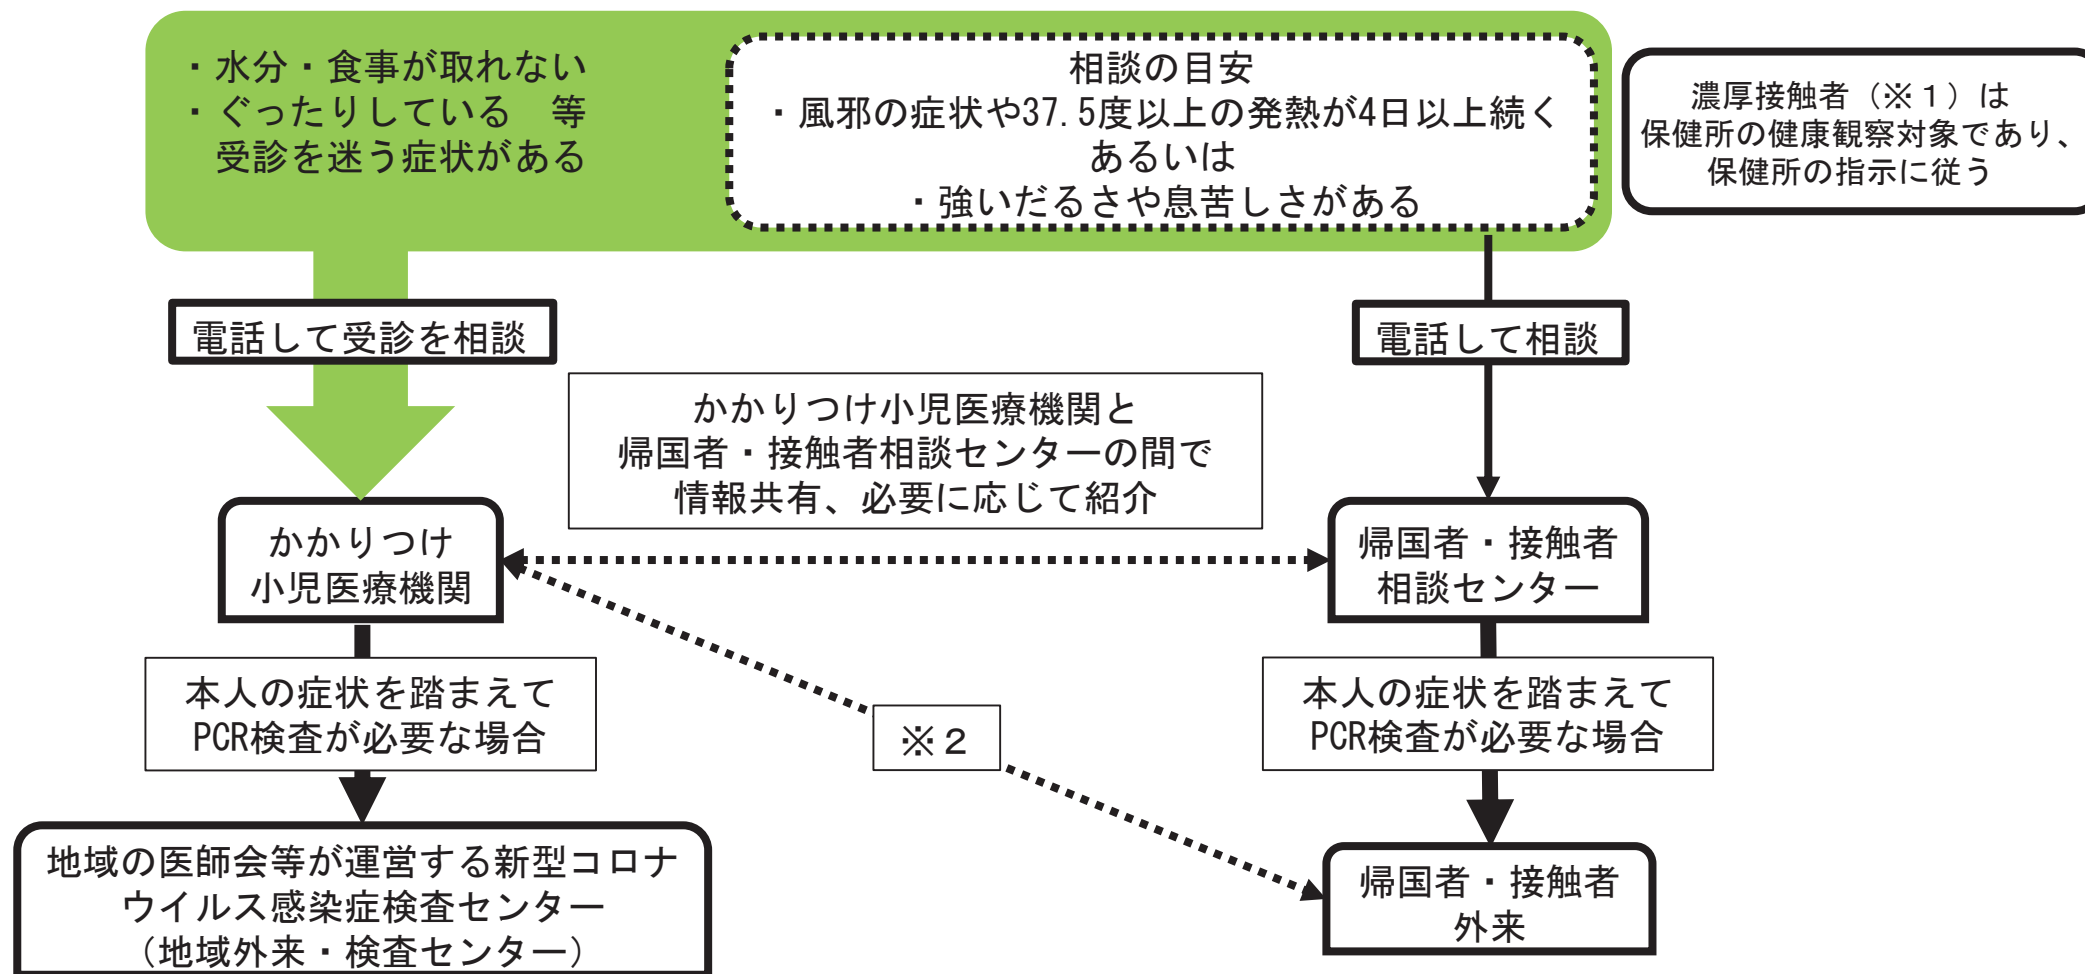 ・水分・食事が取れない
・ぐったりしている　等
受診を迷う症状がある
相談の目安
・風邪の症状や37.5度以上の発熱が4日以上続く
あるいは
・強いだるさや息苦しさがある
濃厚接触者（※１）は
保健所の健康観察対象であり、
保健所の指示に従う
電話して受診を相談
電話して相談
かかりつけ小児医療機関と
帰国者・接触者相談センターの間で
情報共有、必要に応じて紹介
かかりつけ
小児医療機関
帰国者・接触者
相談センター
本人の症状を踏まえて
PCR検査が必要な場合
※２
本人の症状を踏まえて
PCR検査が必要な場合
地域の医師会等が運営する新型コロナ
ウイルス感染症検査センター
（地域外来・検査センター）
帰国者・接触者
外来